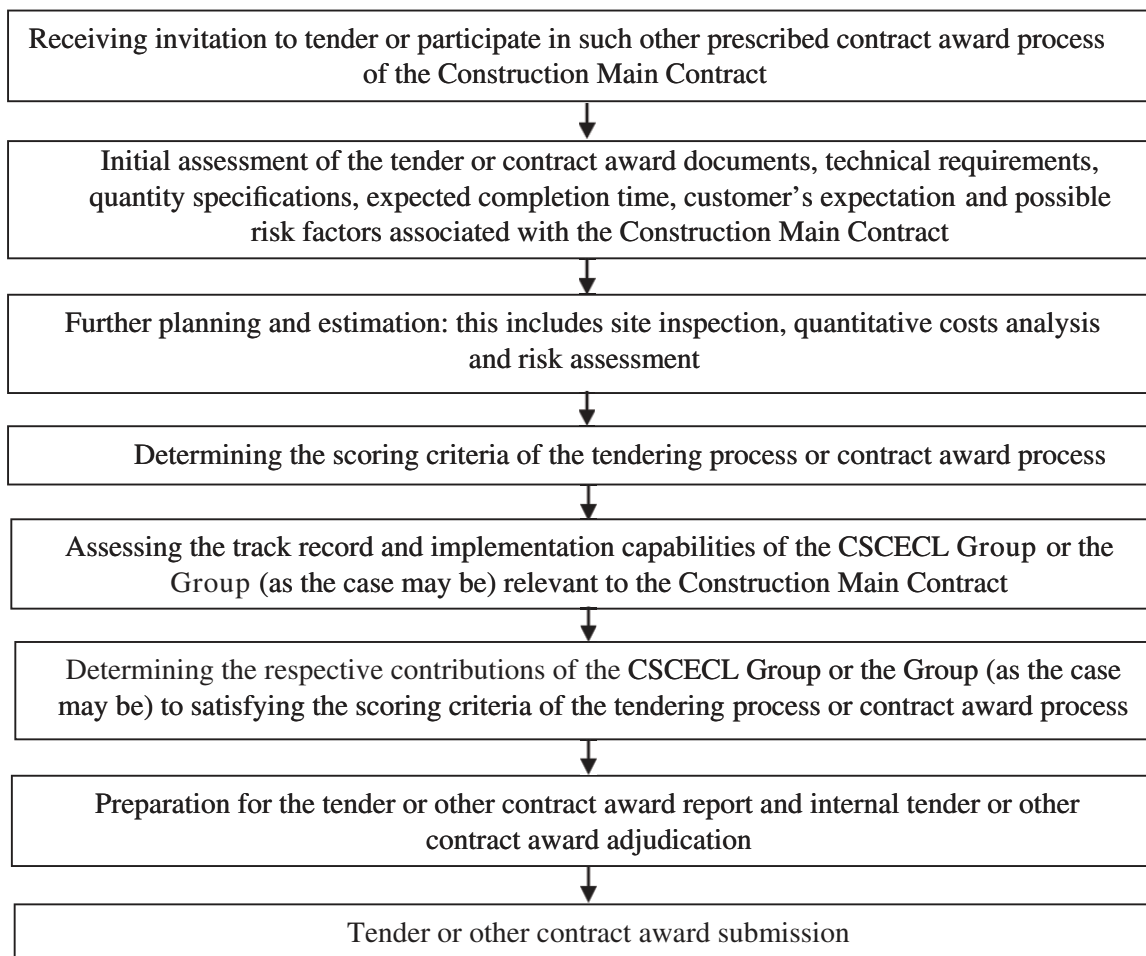 Receiving invitation to tender or participate in such other prescribed contract award process
of the Construction Main Contract
Initial assessment of the tender or contract award documents, technical requirements,
quantity specifications, expected completion time, customer's expectation and possible
risk factors associated with the Construction Main Contract
Further planning and estimation: this includes site inspection, quantitative costs analysis
and risk assessment
Determining the scoring criteria of the tendering process or contract award process
Assessing the track record and implementation capabilities of the CSCECL Group or the
Group (as the case may be) relevant to the Construction Main Contract
Determining the respective contributions of the CSCECL Group or the Group (as the case
may be) to satisfying the scoring criteria of the tendering process or contract award process
Preparation for the tender or other contract award report and internal tender or other
contract award adjudication
Tender or other contract award submission